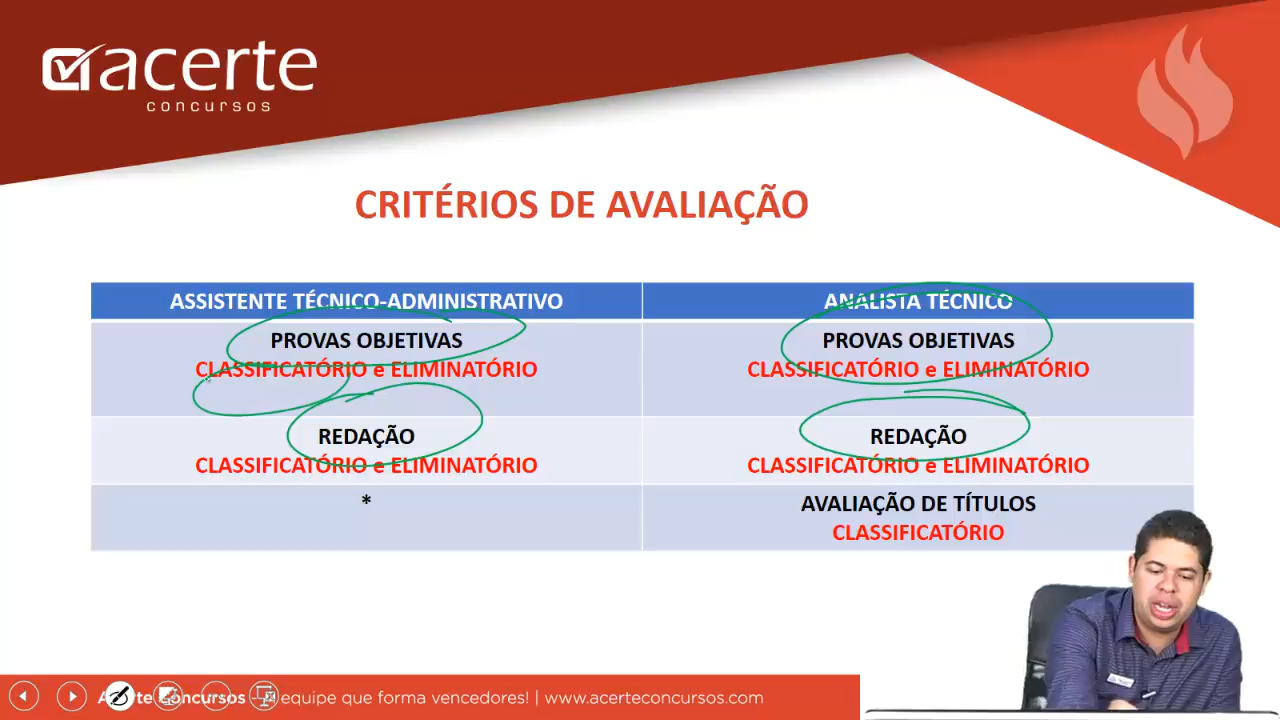 acerte
concursos
CRITÉRIOS DE AVALIAÇÃO
ASSISTENTE TÉCNICO-ADMINISTRATIVO
ANALISTA TÉCNICO
PROVAS OBJETIVAS
CLASSIFICATÓRIO e ELIMINATÓRIO
PROVAS OBJETIVAS
CLASSIFICATÓRIO e ELIMINATÓRIO
REDAÇÃO
CLASSIFICATÓRIO e ELIMINATÓRIO
REDAÇÃO
CLASSIFICATÓRIO e ELIMINATÓRIO
*
AVALIAÇÃO DE TÍTULOS
CLASSIFICATÓRIO
Concursos equipe que forma vencedores! | www.acerteconcursos.com